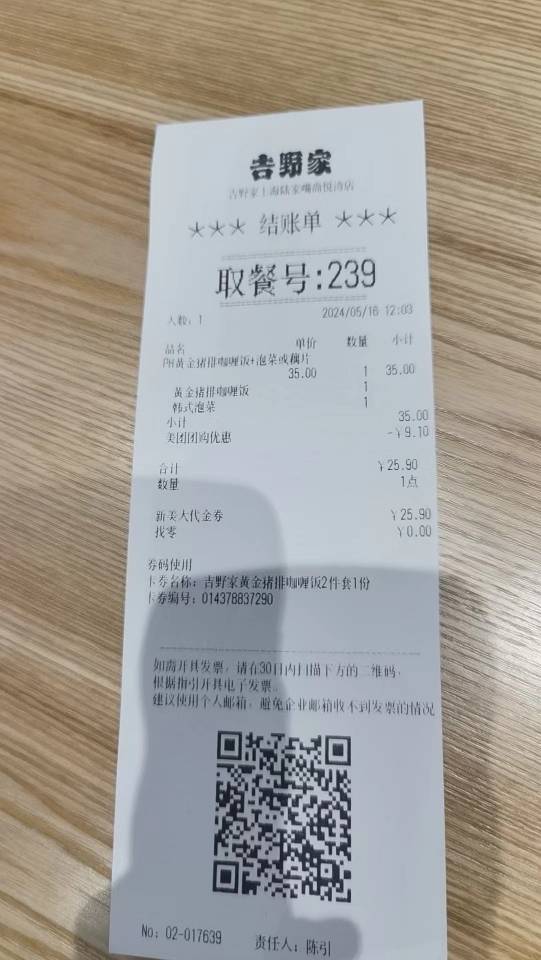 吉野家
吉野家上海陆家嘴尚悦湾店
*** 结账单 ***
取餐号:239
人数: 1 2024/05/16 12:03
品名 单价 数量 小计
PH黄金猪排咖喱饭+泡菜或藕片
35.00 1 35.00
黄金猪排咖喱饭 1
韩式泡菜 1
小计 35.00
美团团购优惠 -￥9.10
合计 ￥25.90
数量 1点
新美大代金券 ￥25.90
找零 ￥0.00
券码使用
卡券名称: 吉野家黄金猪排咖喱饭2件套1份
卡券编号: 014378837290
如需开具发票, 请在30日内扫描下方的二维码,
根据指引开具电子发票。
建议使用个人邮箱, 避免企业邮箱收不到发票的情况
No: 02-017639 责任人: 陈引